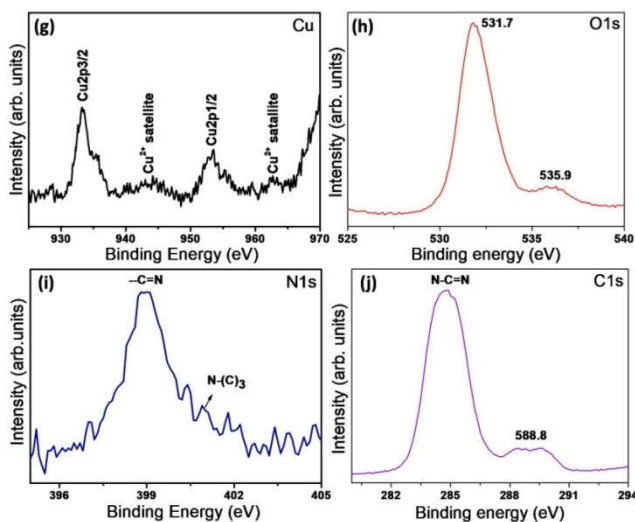 (g)
Cu
Cu2p3/2
Cu²⁺ satellite
Cu2p1/2
Cu²⁺ satallite
Intensity (arb. units)
930 940 950 960 970
Binding Energy (eV)
(h)
O1s
531.7
535.9
Intensity (arb. units)
525 530 535 540
Binding energy (eV)
(i)
N1s
--C=N
N-(C)₃
Intensity (arb.units)
396 399 402 405
Binding Energy (eV)
(j)
C1s
N-C=N
588.8
Intensity (arb.units)
282 285 288 291 294
Binding Energy (eV)